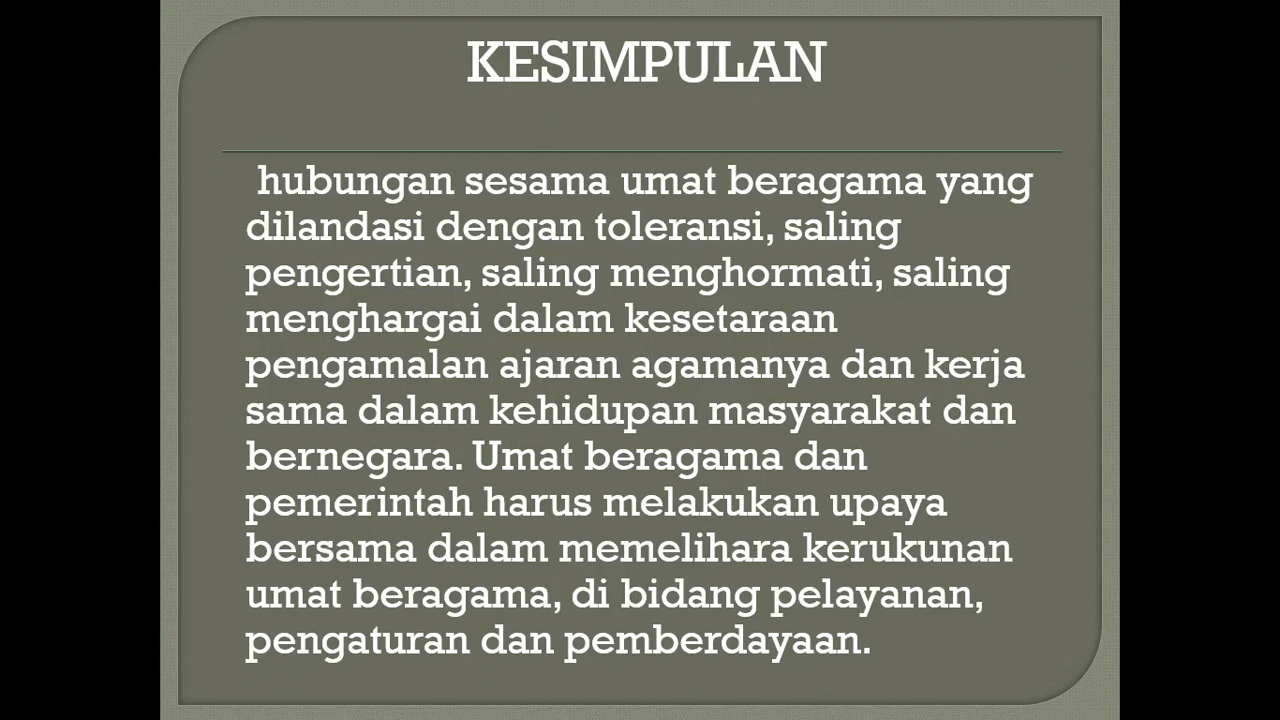 KESIMPULAN
hubungan sesama umat beragama yang
dilandasi dengan toleransi, saling
pengertian, saling menghormati, saling
menghargai dalam kesetaraan
pengamalan ajaran agamanya dan kerja
sama dalam kehidupan masyarakat dan
bernegara. Umat beragama dan
pemerintah harus melakukan upaya
bersama dalam memelihara kerukunan
umat beragama, di bidang pelayanan,
pengaturan dan pemberdayaan.